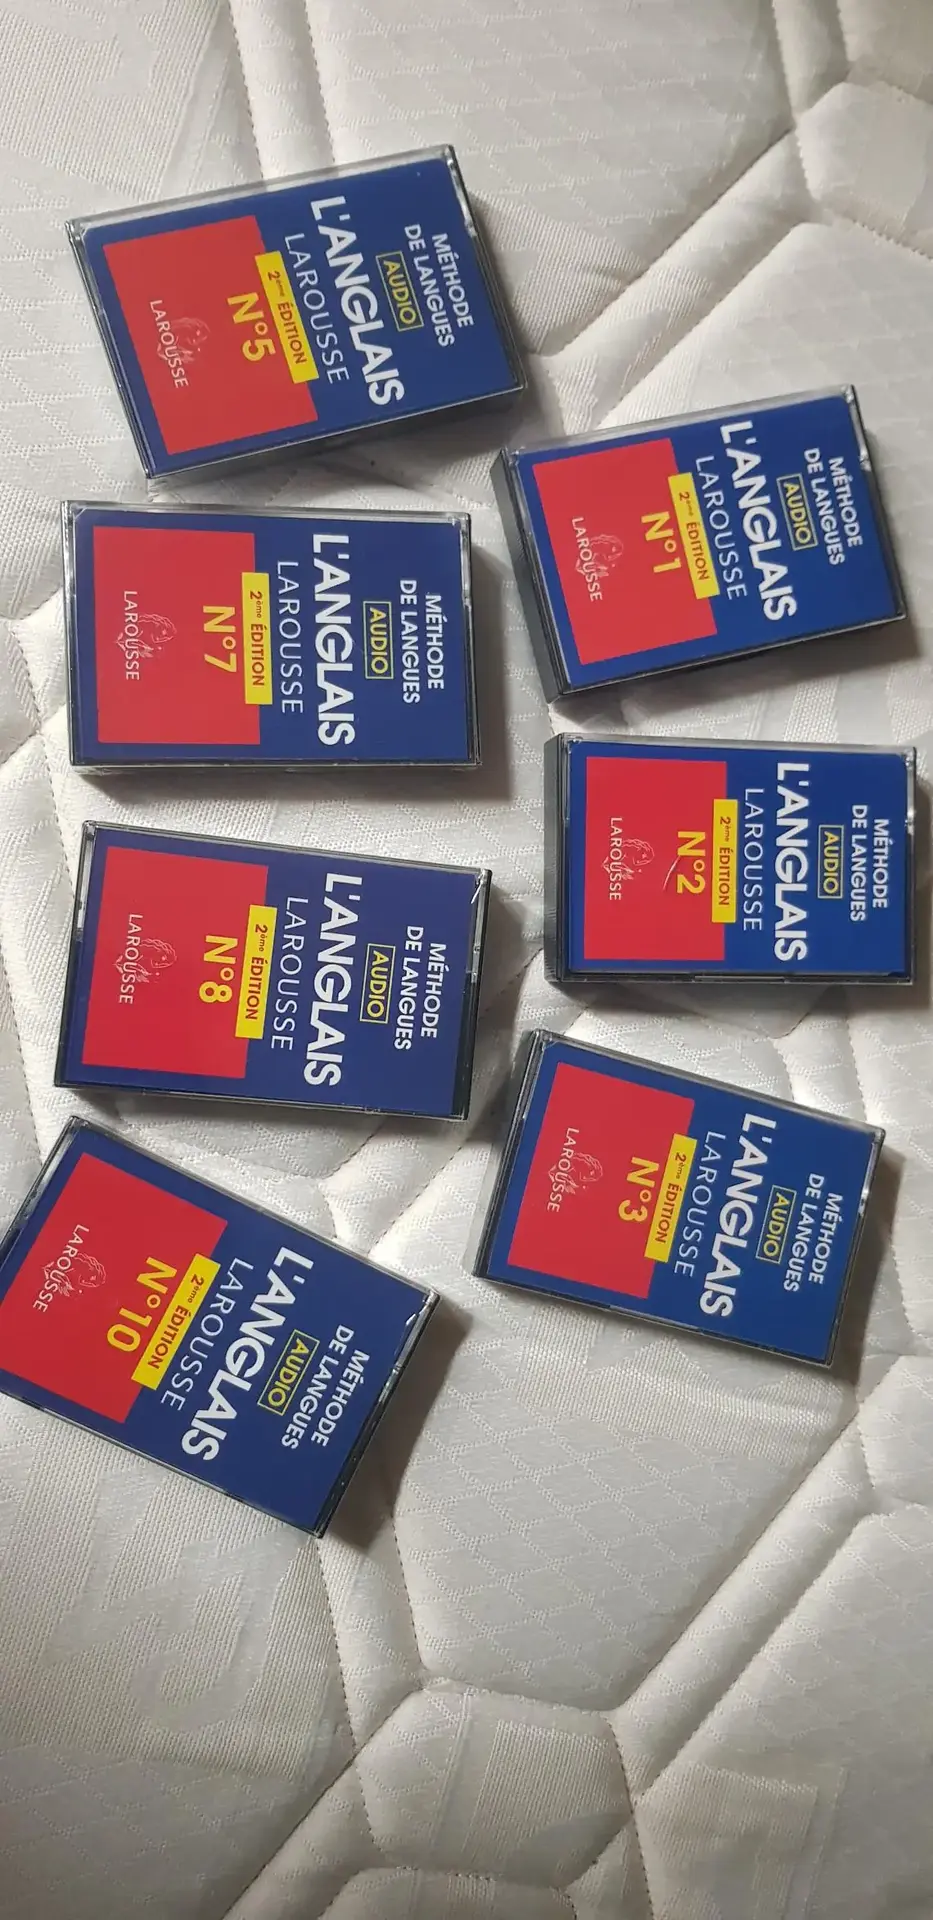 MÉTHODE
DE LANGUES
AUDIO
L'ANGLAIS
LAROUSSE
2ème ÉDITION
N°5
LAROUSSE
MÉTHODE
DE LANGUES
AUDIO
L'ANGLAIS
LAROUSSE
2ème ÉDITION
N°1
LAROUSSE
MÉTHODE
DE LANGUES
AUDIO
L'ANGLAIS
LAROUSSE
2ème ÉDITION
N°7
LAROUSSE
MÉTHODE
DE LANGUES
AUDIO
L'ANGLAIS
LAROUSSE
2ème ÉDITION
N°2
LAROUSSE
MÉTHODE
DE LANGUES
AUDIO
L'ANGLAIS
LAROUSSE
2ème ÉDITION
N°8
LAROUSSE
MÉTHODE
DE LANGUES
AUDIO
L'ANGLAIS
LAROUSSE
2ème ÉDITION
N°3
LAROUSSE
MÉTHODE
DE LANGUES
AUDIO
L'ANGLAIS
LAROUSSE
2ème ÉDITION
N°10
LAROUSSE